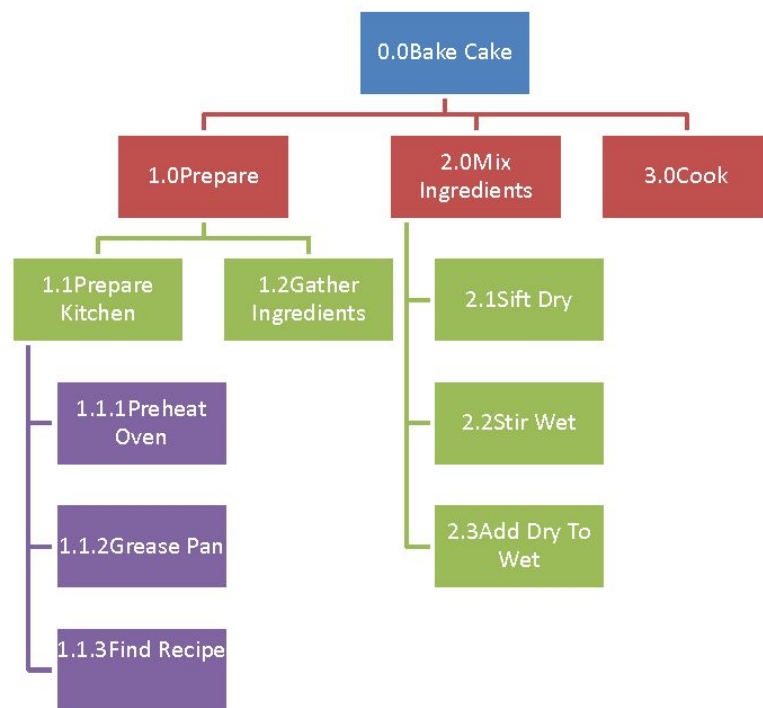 0.0Bake Cake
1.0Prepare
2.0Mix
Ingredients
3.0Cook
1.1Prepare
Kitchen
1.2Gather
Ingredients
2.1Sift Dry
1.1.1Preheat
Oven
2.2Stir Wet
1.1.2Grease Pan
2.3Add Dry To
Wet
1.1.3Find Recipe